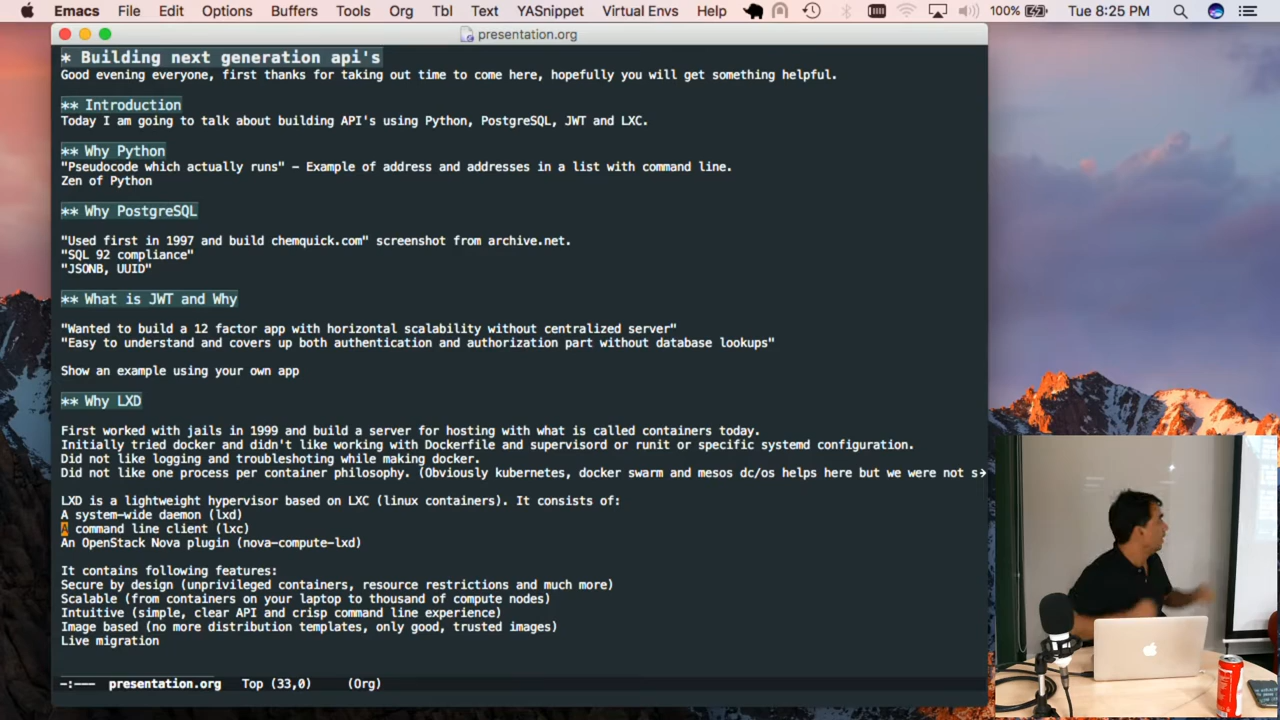 Emacs File Edit Options Buffers Tools Org Tbl Text YASnippet Virtual Envs Help 100% Tue 8:25 PM
presentation.org
* Building next generation api's
Good evening everyone, first thanks for taking out time to come here, hopefully you will get something helpful.
** Introduction
Today I am going to talk about building API's using Python, PostgreSQL, JWT and LXC.
** Why Python
"Pseudocode which actually runs" – Example of address and addresses in a list with command line.
Zen of Python
** Why PostgreSQL
"Used first in 1997 and build chemquick.com" screenshot from archive.net.
"SQL 92 compliance"
"JSONB, UUID"
** What is JWT and Why
"Wanted to build a 12 factor app with horizontal scalability without centralized server"
"Easy to understand and covers up both authentication and authorization part without database lookups"
Show an example using your own app
** Why LXD
First worked with jails in 1999 and build a server for hosting with what is called containers today.
Initially tried docker and didn't like working with Dockerfile and supervisord or runit or specific systemd configuration.
Did not like logging and troubleshoting while making docker.
Did not like one process per container philosophy. (Obviously kubernetes, docker swarm and mesos dc/os helps here but we were not s
LXD is a lightweight hypervisor based on LXC (linux containers). It consists of:
A system-wide daemon (lxd)
A command line client (lxc)
An OpenStack Nova plugin (nova-compute-lxd)
It contains following features:
Secure by design (unprivileged containers, resource restrictions and much more)
Scalable (from containers on your laptop to thousand of compute nodes)
Intuitive (simple, clear API and crisp command line experience)
Image based (no more distribution templates, only good, trusted images)
Live migration
-:--- presentation.org Top (33,0) (Org)